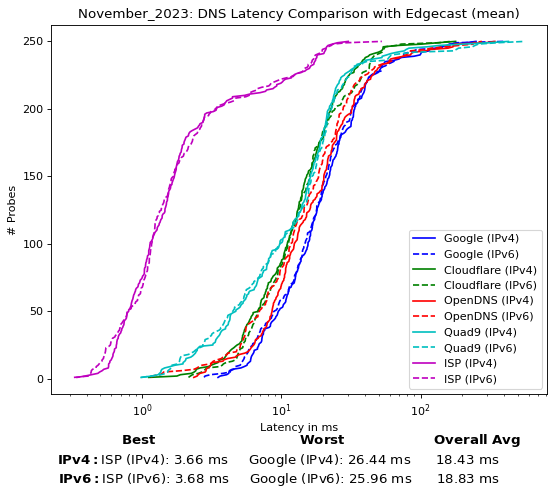 November_2023: DNS Latency Comparison with Edgecast (mean)
# Probes
250
200
150
100
50
0
Google (IPv4)
Google (IPv6)
Cloudflare (IPv4)
Cloudflare (IPv6)
OpenDNS (IPv4)
OpenDNS (IPv6)
Quad9 (IPv4)
Quad9 (IPv6)
ISP (IPv4)
ISP (IPv6)
10⁰ 10¹ 10²
Latency in ms
Best Worst Overall Avg
IPv4: ISP (IPv4): 3.66 ms Google (IPv4): 26.44 ms 18.43 ms
IPv6: ISP (IPv6): 3.68 ms Google (IPv6): 25.96 ms 18.83 ms